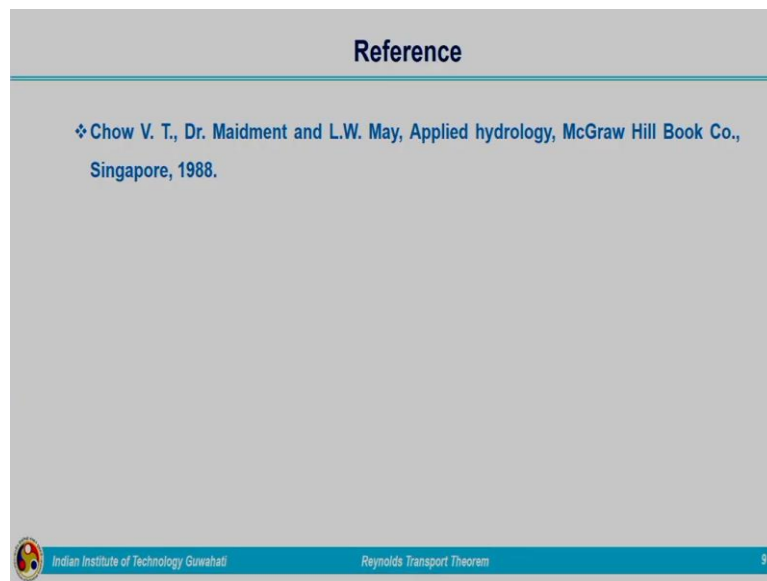 Reference
❖ Chow V. T., Dr. Maidment and L.W. May, Applied hydrology, McGraw Hill Book Co.,
Singapore, 1988.
Indian Institute of Technology Guwahati
Reynolds Transport Theorem
9